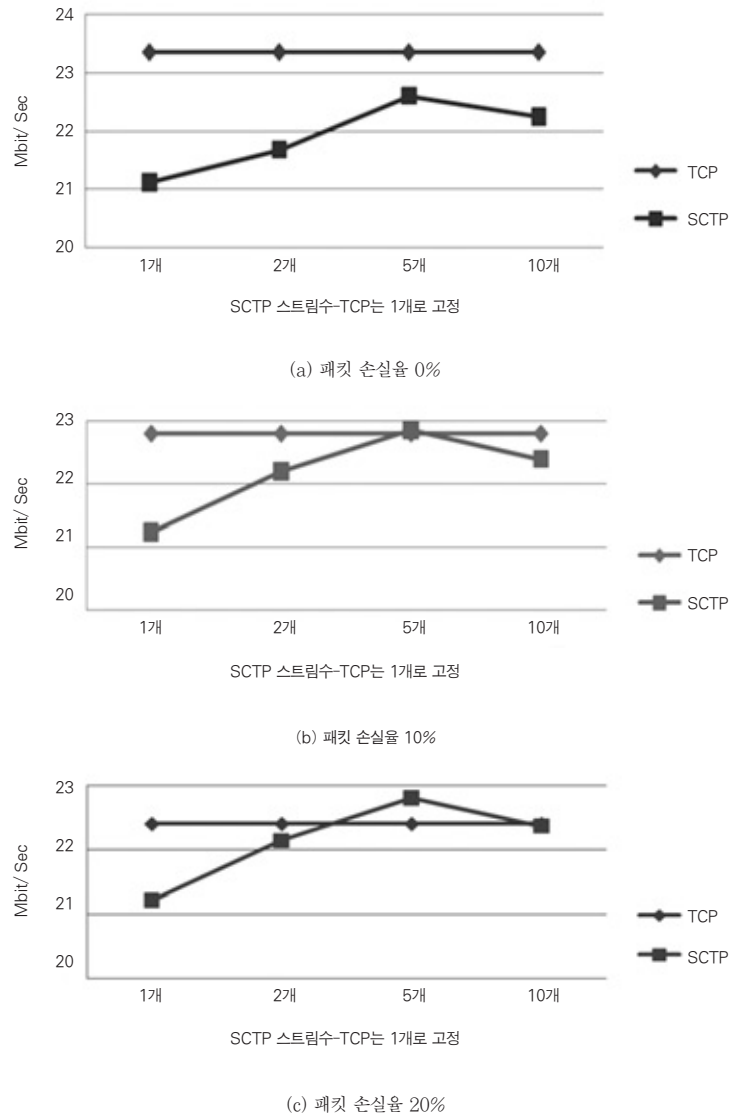 24
23
22
21
20
Mbit/ Sec
1개 2개 5개 10개
SCTP 스트림수-TCP는 1개로 고정
TCP
SCTP
(a) 패킷 손실율 0%
23
22
21
20
Mbit/ Sec
1개 2개 5개 10개
SCTP 스트림수-TCP는 1개로 고정
TCP
SCTP
(b) 패킷 손실율 10%
23
22
21
20
Mbit/ Sec
1개 2개 5개 10개
SCTP 스트림수-TCP는 1개로 고정
TCP
SCTP
(c) 패킷 손실율 20%